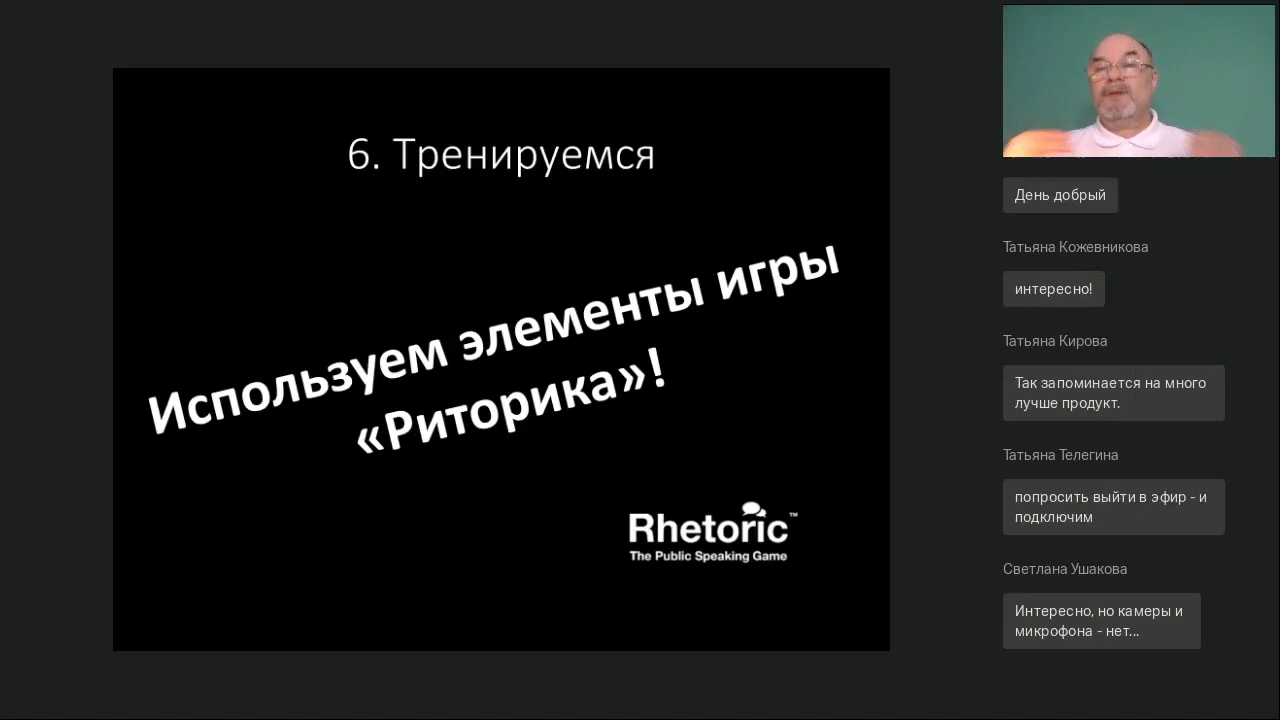 6. Тренируемся
Используем элементы игры
«Риторика»!
Rhetoric™
The Public Speaking Game
День добрый
Татьяна Кожевникова
интересно!
Татьяна Кирова
Так запоминается на много
лучше продукт.
Татьяна Телегина
попросить выйти в эфир - и
подключим
Светлана Ушакова
Интересно, но камеры и
микрофона - нет...